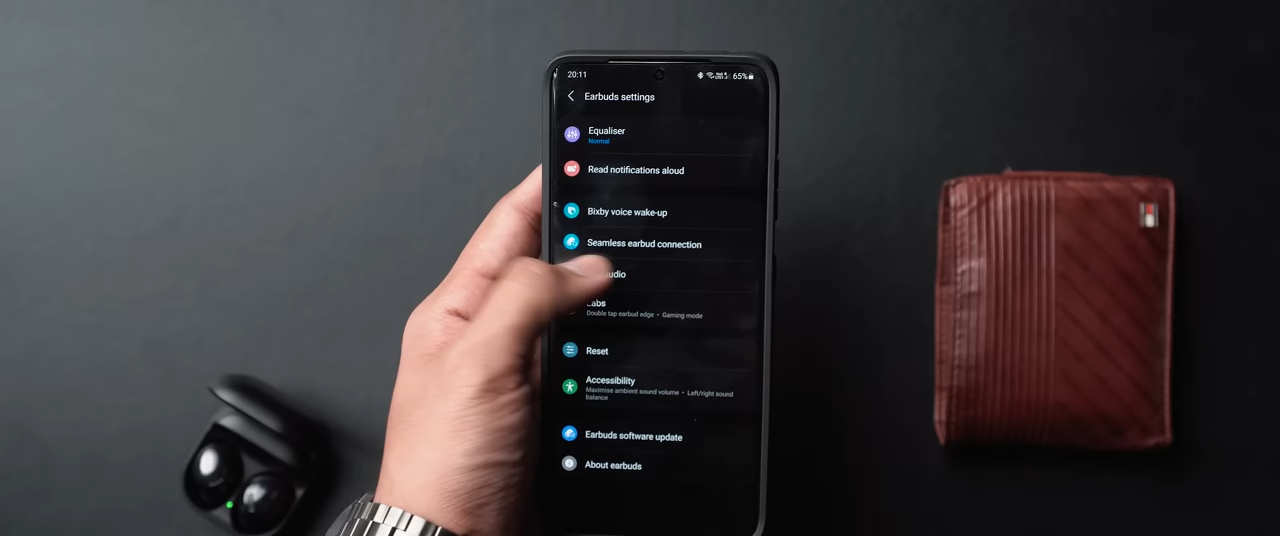 20:11
65%
Earbuds settings
Equaliser
Normal
Read notifications aloud
Bixby voice wake-up
Seamless earbud connection
Labs
Double tap earbud edge • Gaming mode
Reset
Accessibility
Maximise ambient sound volume • Left/right sound
balance
Earbuds software update
About earbuds